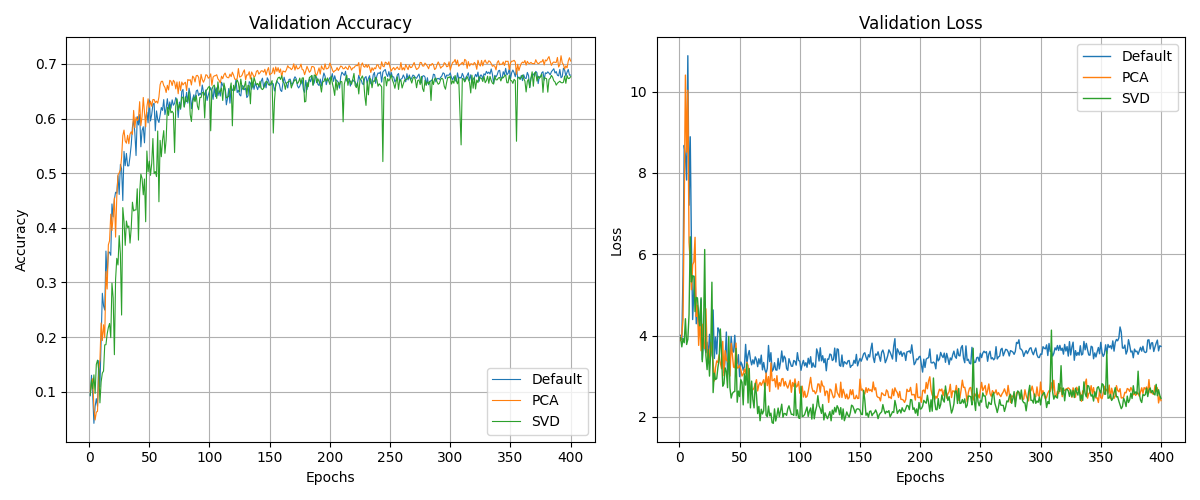 Validation Accuracy
Accuracy
0.7
0.6
0.5
0.4
0.3
0.2
0.1
0 50 100 150 200 250 300 350 400
Epochs
Default
PCA
SVD
Validation Loss
Loss
10
8
6
4
2
0 50 100 150 200 250 300 350 400
Epochs
Default
PCA
SVD